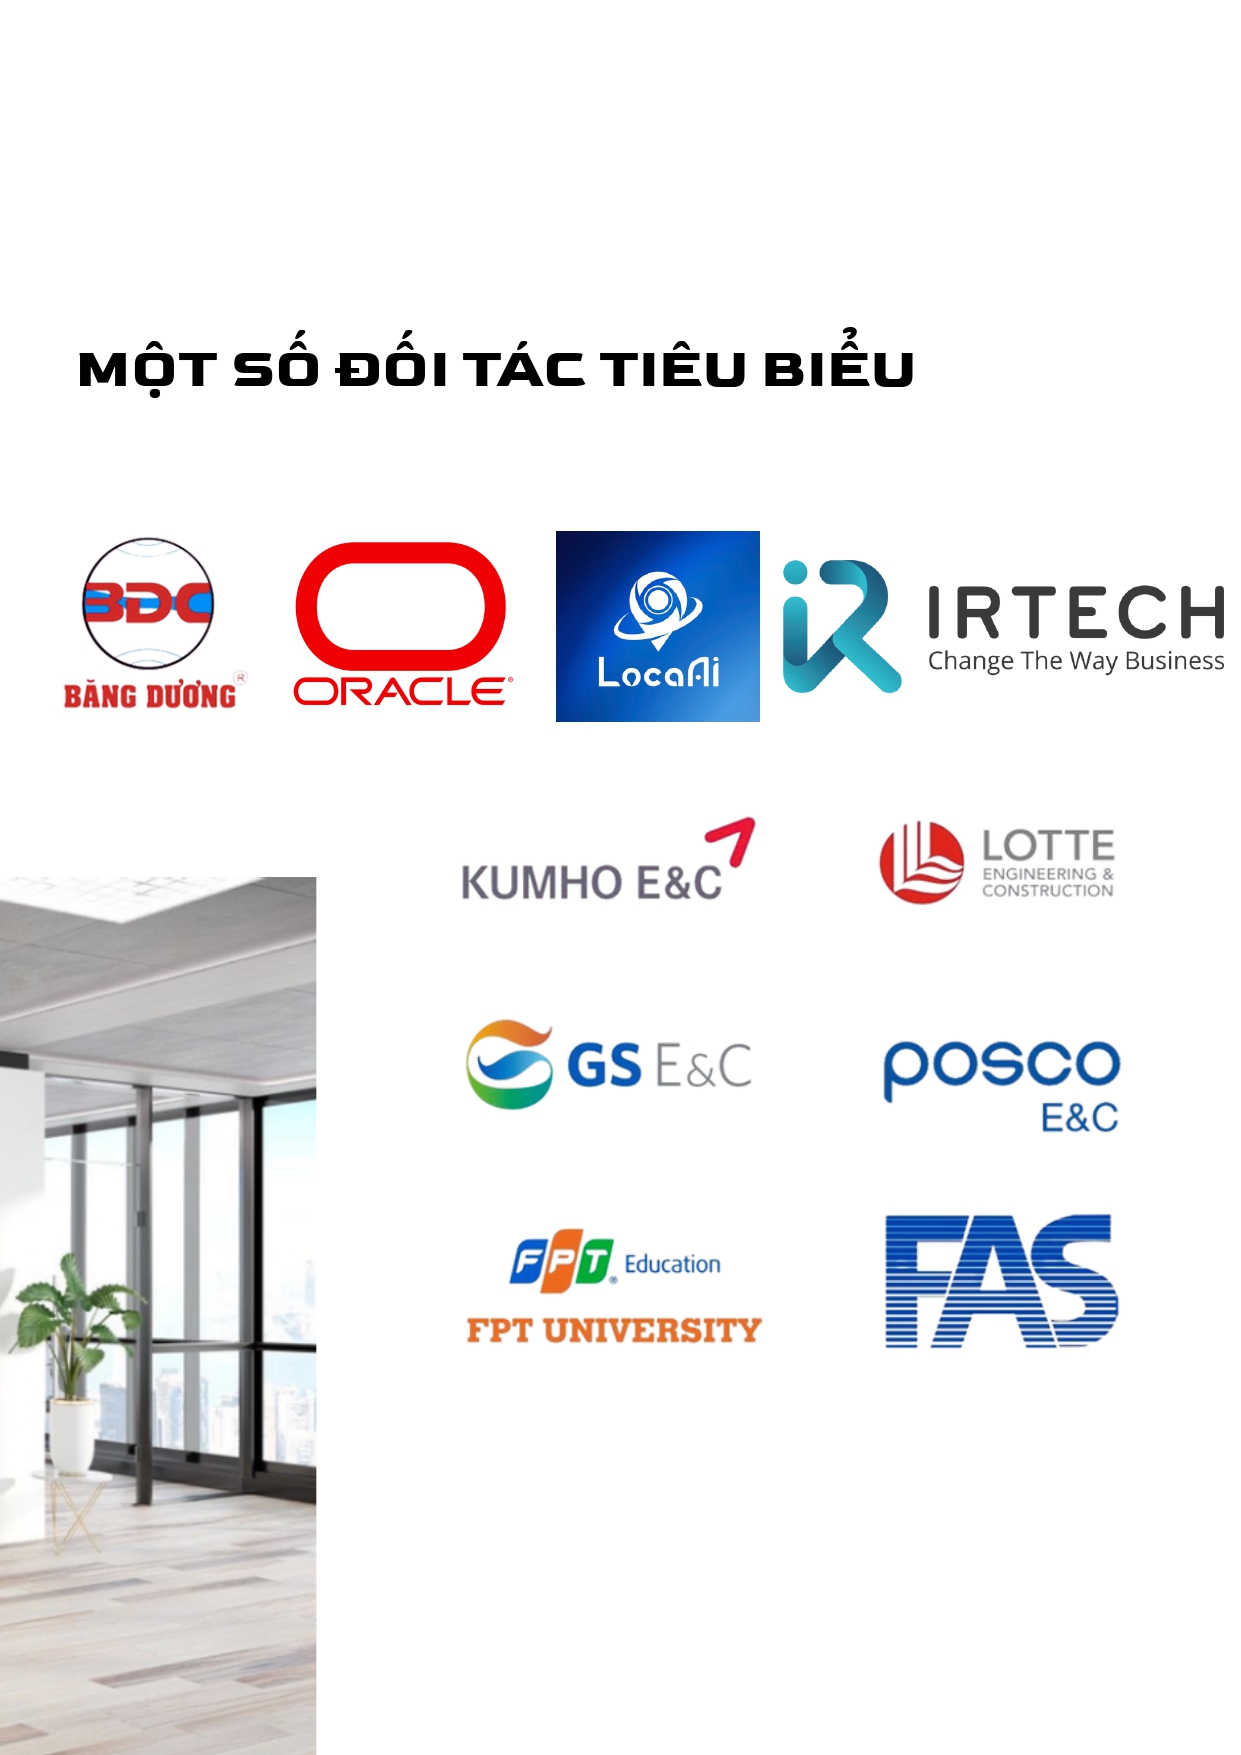 MỘT SỐ ĐỐI TÁC TIÊU BIỂU
BDC
BĂNG DƯƠNG®
ORACLE®
LocaAi
iR
IRTECH
Change The Way Business
KUMHO E&C
LOTTE
ENGINEERING &
CONSTRUCTION
GS E&C
posco
E&C
FPT® Education
FPT UNIVERSITY
FAS